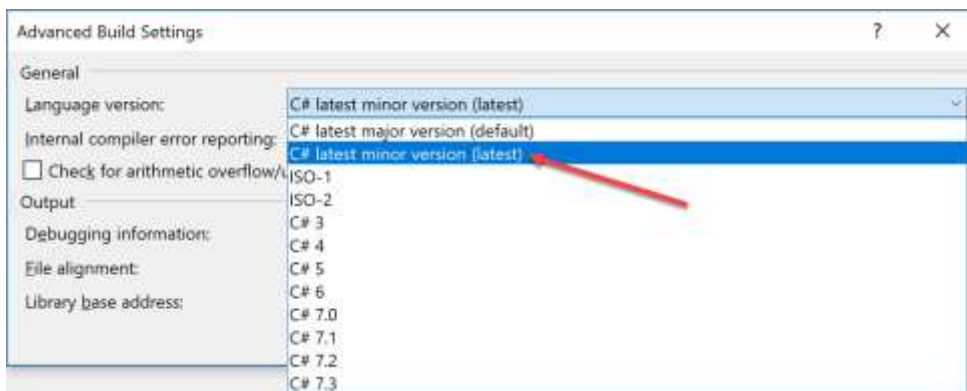 Advanced Build Settings ? ×
General
Language version: C# latest minor version (latest)
Internal compiler error reporting: C# latest major version (default)
C# latest minor version (latest)
Check for arithmetic overflow/
ISO-1
ISO-2
Output
C# 3
Debugging information: C# 4
C# 5
File alignment: C# 6
Library base address: C# 7.0
C# 7.1
C# 7.2
C# 7.3